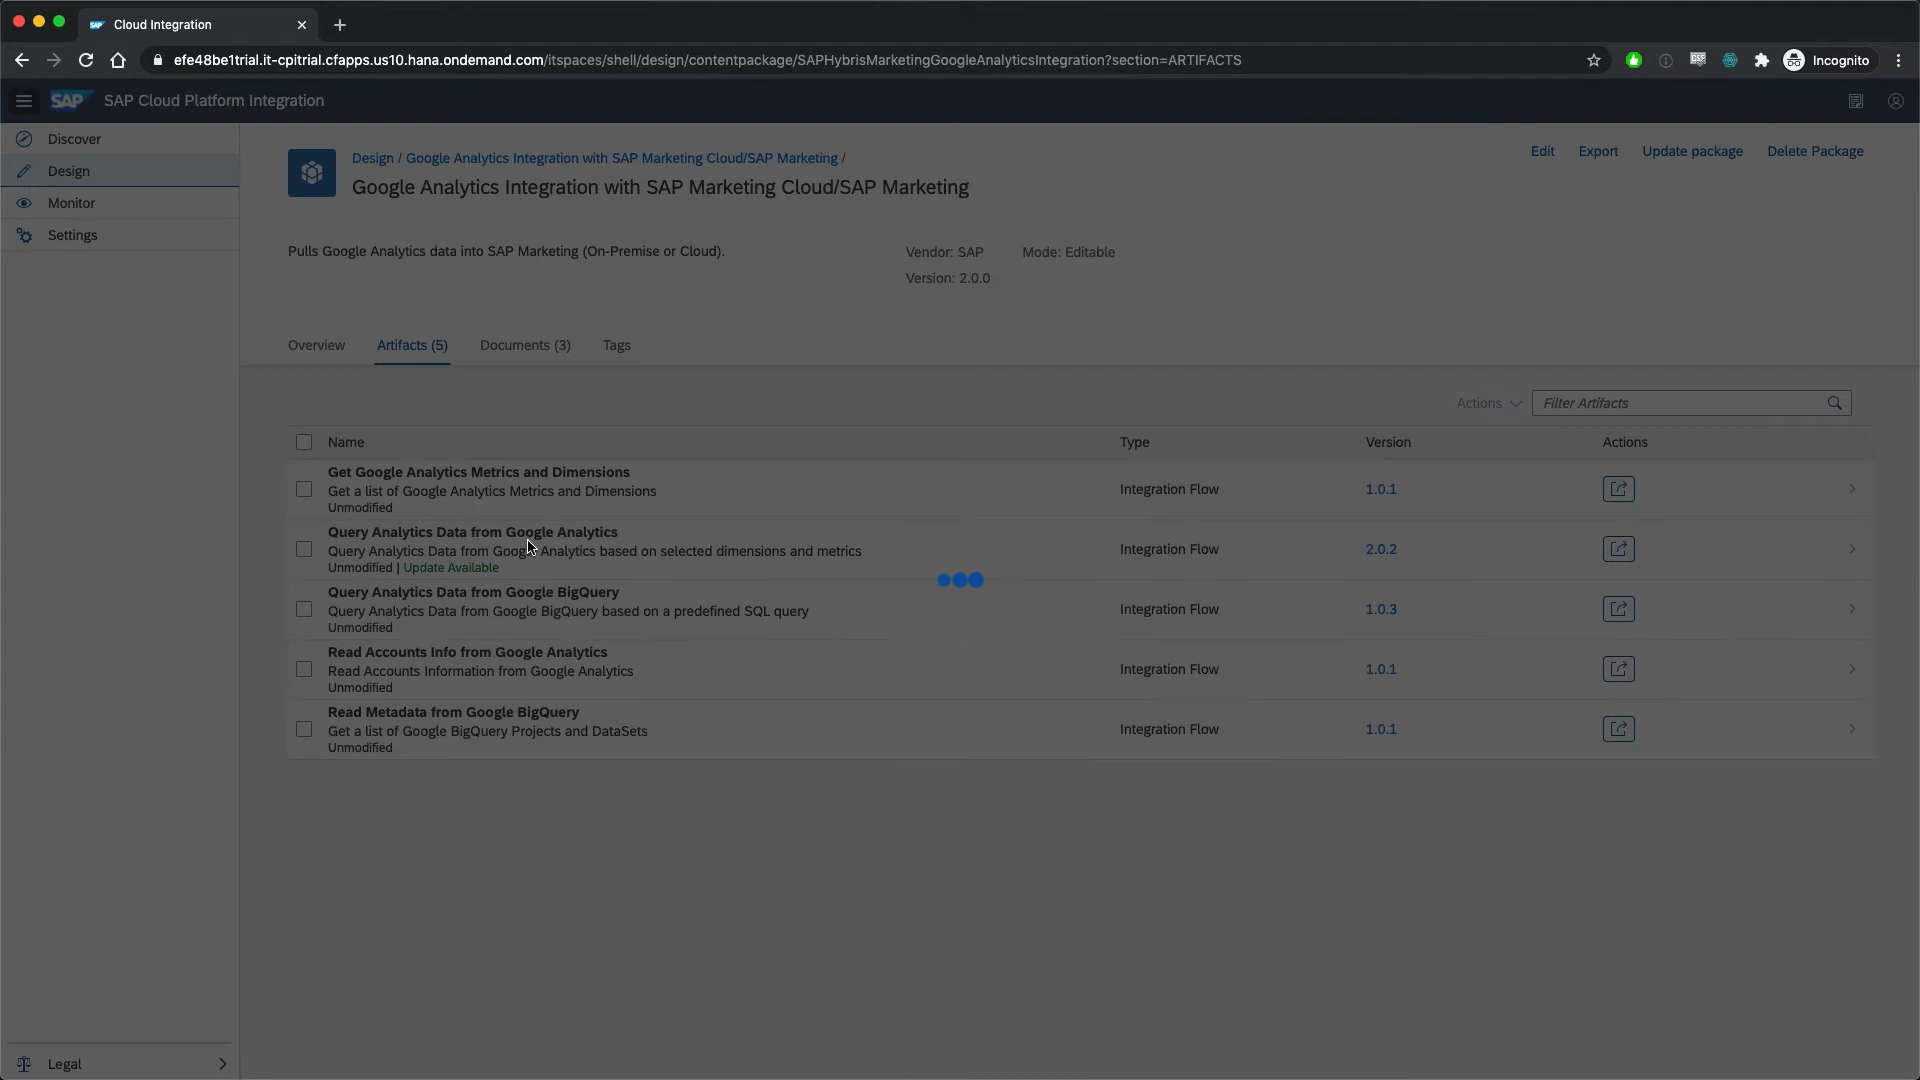 Cloud Integration
efe48be1trial.it-cpitrial.cfapps.us10.hana.ondemand.com/itspaces/shell/design/contentpackage/SAPHybrisMarketingGoogleAnalyticsIntegration?section=ARTIFACTS
Incognito
SAP SAP Cloud Platform Integration
Discover
Design
Monitor
Settings
Legal
Design / Google Analytics Integration with SAP Marketing Cloud/SAP Marketing /
Google Analytics Integration with SAP Marketing Cloud/SAP Marketing
Edit Export Update package Delete Package
Pulls Google Analytics data into SAP Marketing (On-Premise or Cloud).
Vendor: SAP Mode: Editable
Version: 2.0.0
Overview Artifacts (5) Documents (3) Tags
Actions Filter Artifacts
Name Type Version Actions
Get Google Analytics Metrics and Dimensions
Get a list of Google Analytics Metrics and Dimensions Integration Flow 1.0.1
Unmodified
Query Analytics Data from Google Analytics
Query Analytics Data from Google Analytics based on selected dimensions and metrics Integration Flow 2.0.2
Unmodified | Update Available
Query Analytics Data from Google BigQuery
Query Analytics Data from Google BigQuery based on a predefined SQL query Integration Flow 1.0.3
Unmodified
Read Accounts Info from Google Analytics
Read Accounts Information from Google Analytics Integration Flow 1.0.1
Unmodified
Read Metadata from Google BigQuery
Get a list of Google BigQuery Projects and DataSets Integration Flow 1.0.1
Unmodified